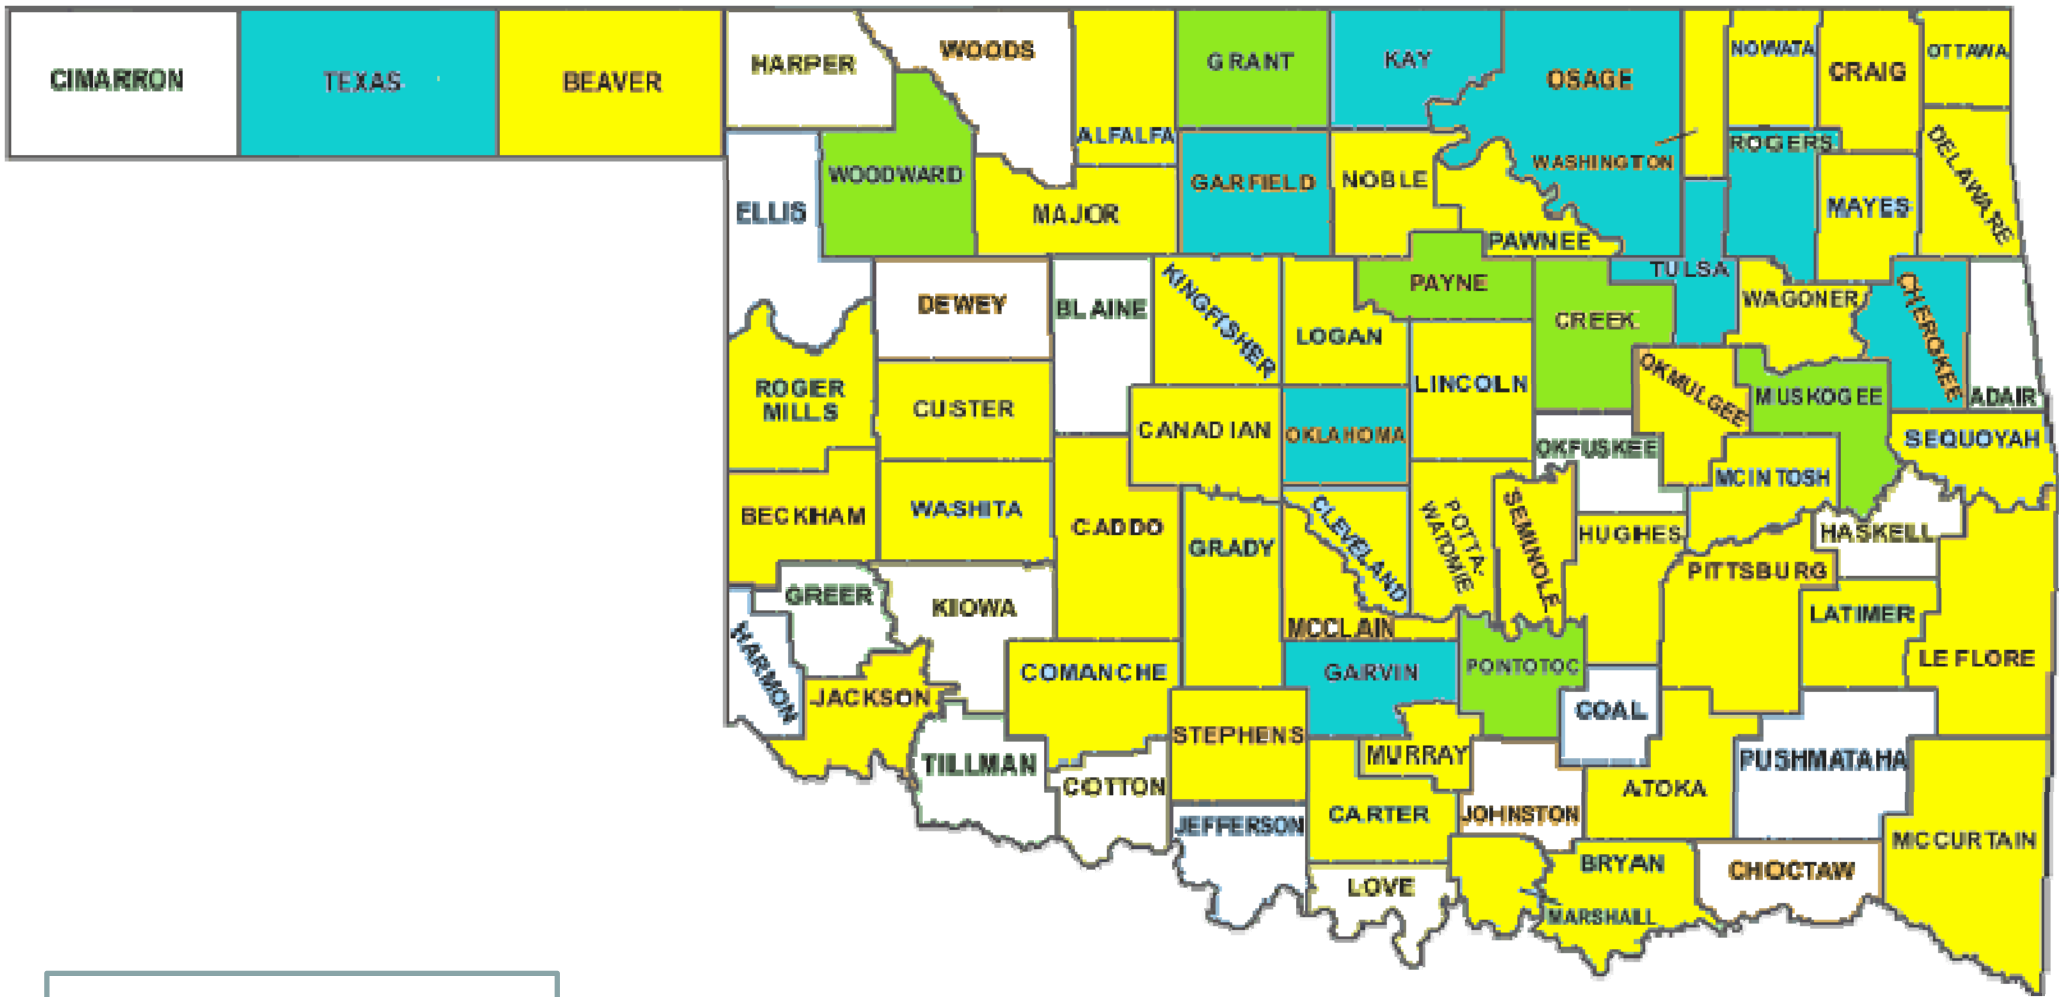 CIMARRON
TEXAS
BEAVER
HARPER
WOODS
ALFALFA
GRANT
KAY
OSAGE
WASHINGTON
NOWATA
CRAIG
OTTAWA
ROGERS
DELAWARE
WOODWARD
ELLIS
MAJOR
GARFIELD
NOBLE
PAWNEE
MAYES
DEWEY
BLAINE
KINGFISHER
LOGAN
PAYNE
CREEK
TULSA
WAGONER
CHEROKEE
ADAIR
ROGER
MILLS
CUSTER
CANADIAN
OKLAHOMA
LINCOLN
OKMULGEE
MUSKOGEE
OKFUSKEE
SEQUOYAH
MCINTOSH
BECKHAM
WASHITA
CADDO
GRADY
CLEVELAND
POTTA-
WATOMIE
SEMINOLE
HUGHES
HASKELL
PITTSBURG
GREER
KIOWA
MCCLAIN
LATIMER
LE FLORE
HARMON
JACKSON
COMANCHE
GARVIN
PONTOTOC
COAL
STEPHENS
MURRAY
TILLMAN
COTTON
ATOKA
PUSHMATAHA
JEFFERSON
CARTER
JOHNSTON
MCCURTAIN
LOVE
BRYAN
MARSHALL
CHOCTAW